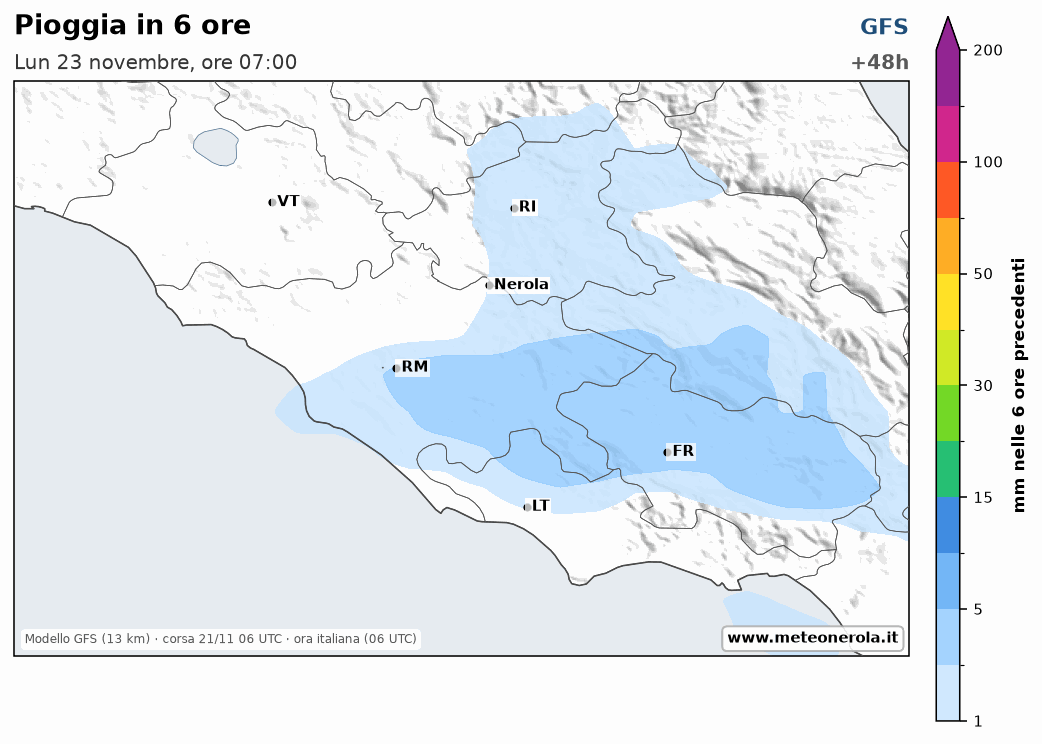 Pioggia in 6 ore
GFS
Lun 23 novembre, ore 07:00
+48h
VT
RI
Nerola
RM
FR
LT
Modello GFS (13 km) · corsa 21/11 06 UTC · ora italiana (06 UTC)
www.meteonerola.it
200
100
50
30
15
5
1
mm nelle 6 ore precedenti